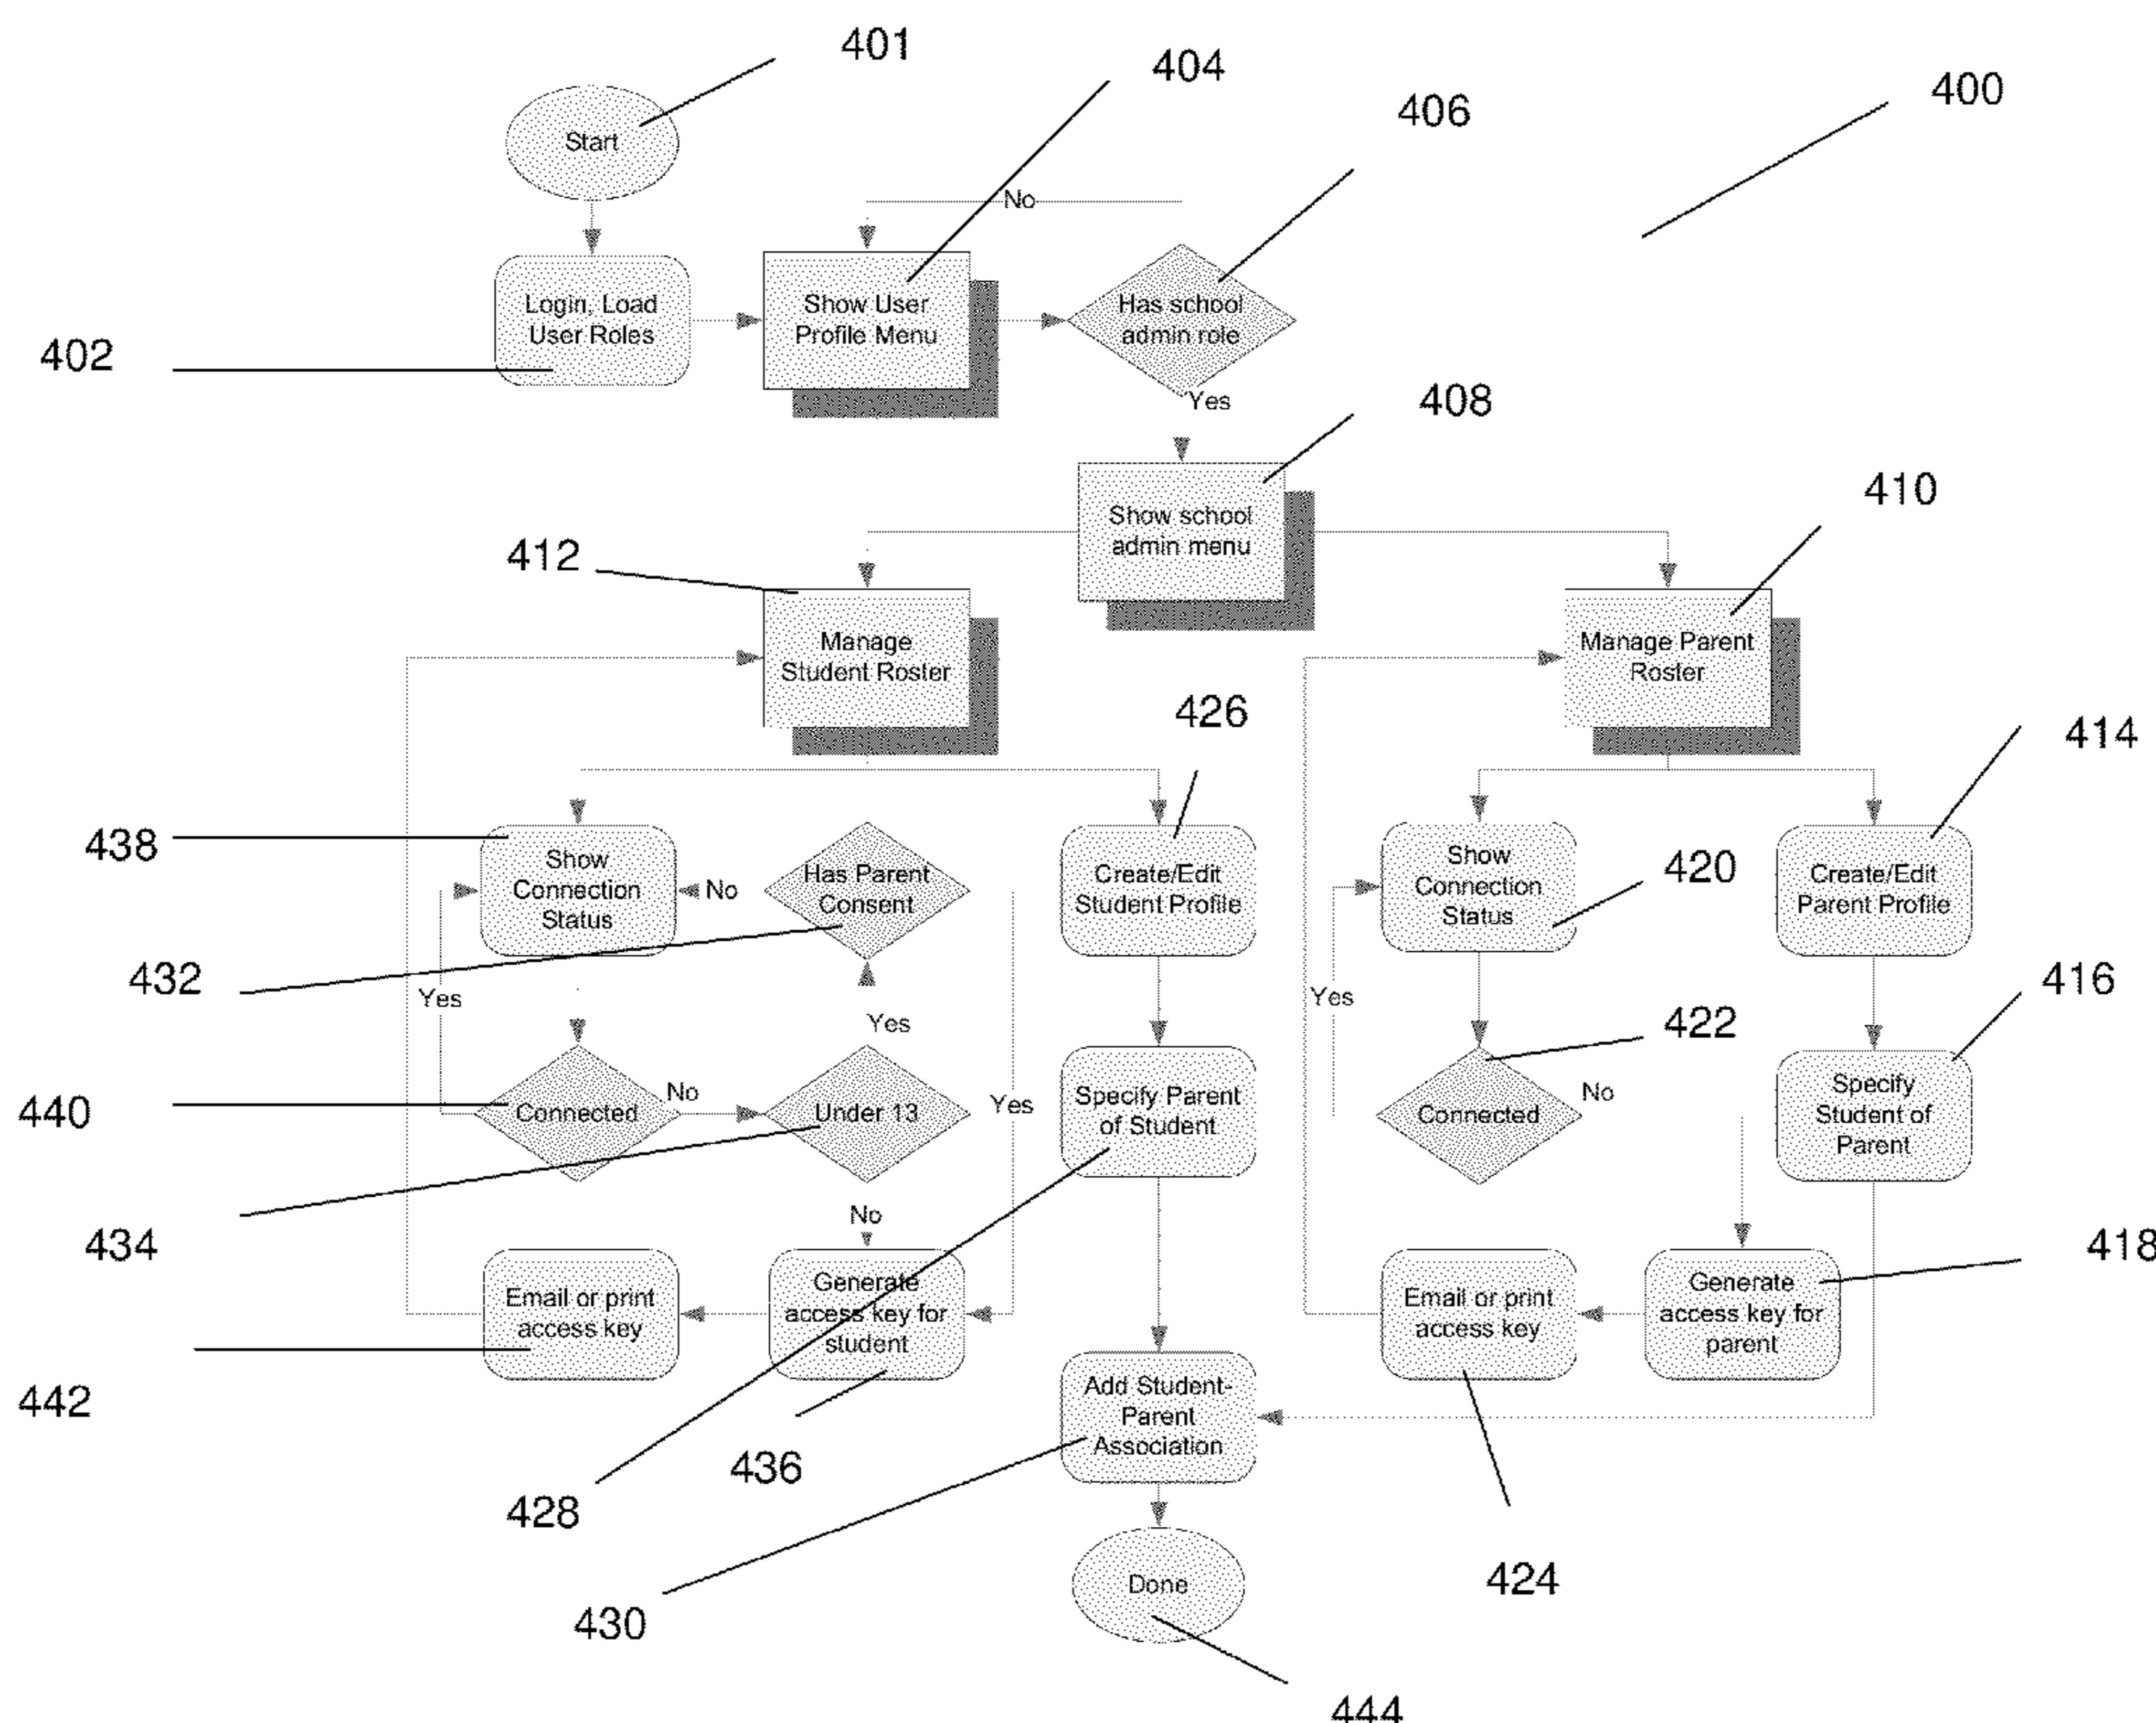 401
404
400
406
Start
No
Login, Load
User Roles
Show User
Profile Menu
Has school
admin role
402
Yes
408
410
Show school
admin menu
412
Manage
Student Roster
Manage Parent
Roster
426
414
438
Show
Connection
Status
No
Has Parent
Consent
Create/Edit
Student Profile
Show
Connection
Status
420
Create/Edit
Parent Profile
432
Yes
Yes
Yes
422
416
440
Connected
No
Under 13
Yes
Specify Parent
of Student
Connected
No
Specify
Student of
Parent
434
No
418
Email or print
access key
Generate
access key for
student
Email or print
access key
Generate
access key for
parent
442
Add Student-
Parent
Association
436
428
424
430
Done
444